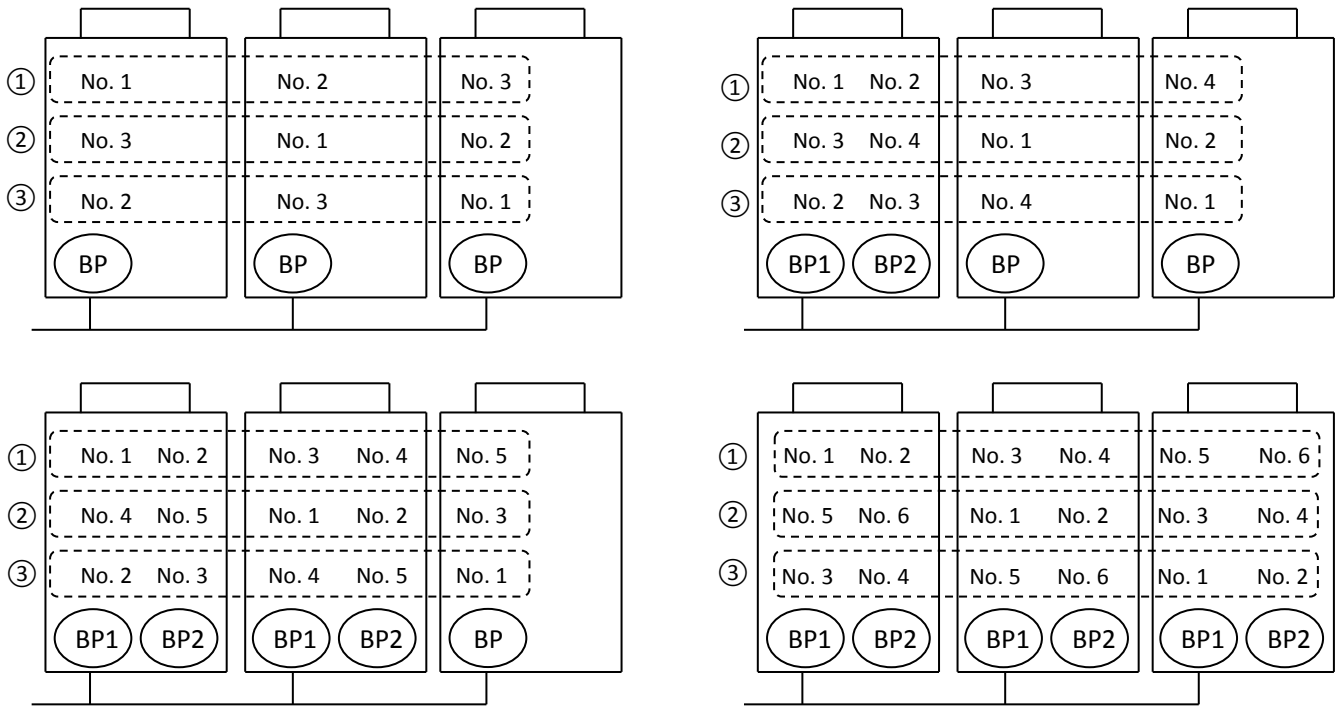 ① No. 1 No. 2 No. 3
② No. 3 No. 1 No. 2
③ No. 2 No. 3 No. 1
BP BP BP
① No. 1 No. 2 No. 3 No. 4
② No. 3 No. 4 No. 1 No. 2
③ No. 2 No. 3 No. 4 No. 1
BP1 BP2 BP BP
① No. 1 No. 2 No. 3 No. 4 No. 5
② No. 4 No. 5 No. 1 No. 2 No. 3
③ No. 2 No. 3 No. 4 No. 5 No. 1
BP1 BP2 BP1 BP2 BP
① No. 1 No. 2 No. 3 No. 4 No. 5 No. 6
② No. 5 No. 6 No. 1 No. 2 No. 3 No. 4
③ No. 3 No. 4 No. 5 No. 6 No. 1 No. 2
BP1 BP2 BP1 BP2 BP1 BP2